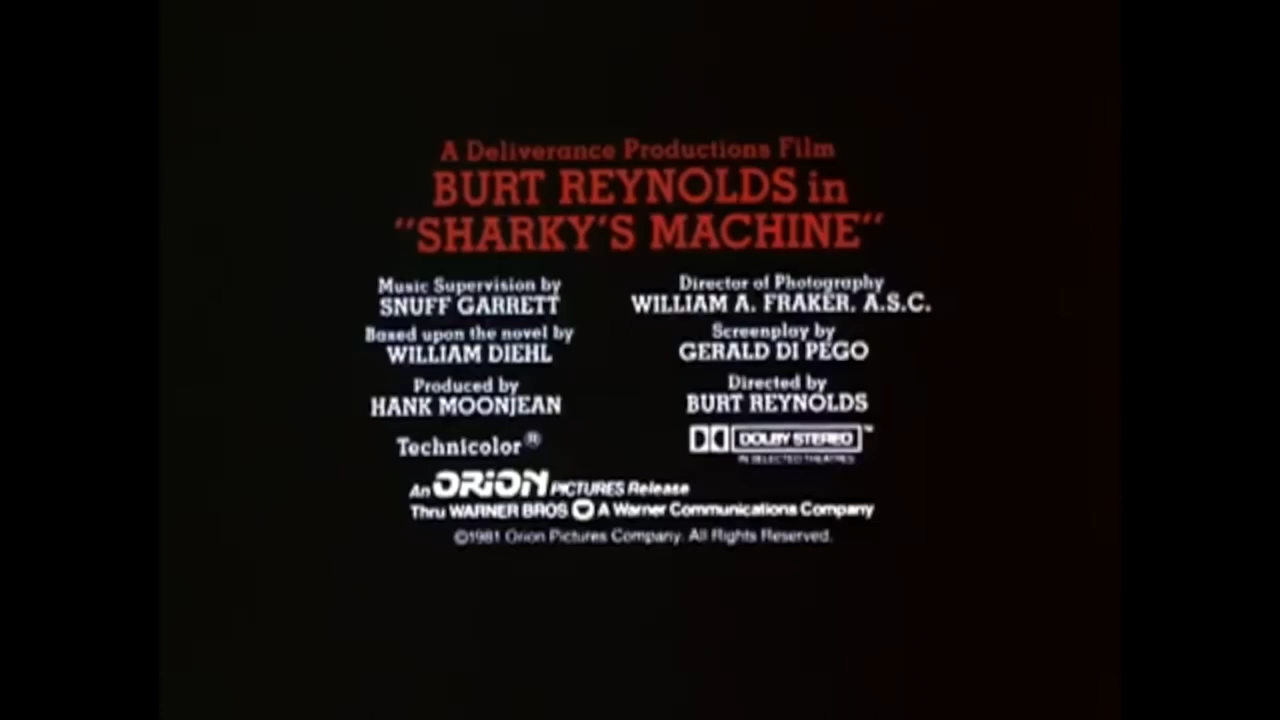 A Deliverance Productions Film
BURT REYNOLDS in
"SHARKY'S MACHINE"
Music Supervision by
SNUFF GARRETT
Director of Photography
WILLIAM A. FRAKER, A.S.C.
Based upon the novel by
WILLIAM DIEHL
Screenplay by
GERALD DI PEGO
Produced by
HANK MOONJEAN
Directed by
BURT REYNOLDS
Technicolor®
DOLBY STEREO™
IN SELECTED THEATRES
An ORION PICTURES Release
Thru WARNER BROS A Warner Communications Company
©1981 Orion Pictures Company. All Rights Reserved.